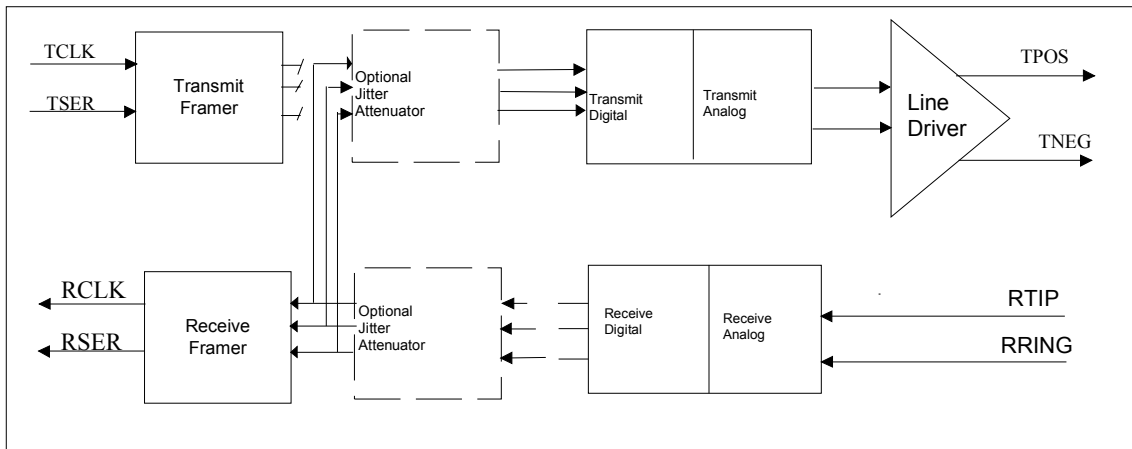 TCLK
TSER
Transmit
Framer
Optional
Jitter
Attenuator
Transmit
Digital
Transmit
Analog
Line
Driver
TPOS
TNEG
RCLK
RSER
Receive
Framer
Optional
Jitter
Attenuator
Receive
Digital
Receive
Analog
RTIP
RRING